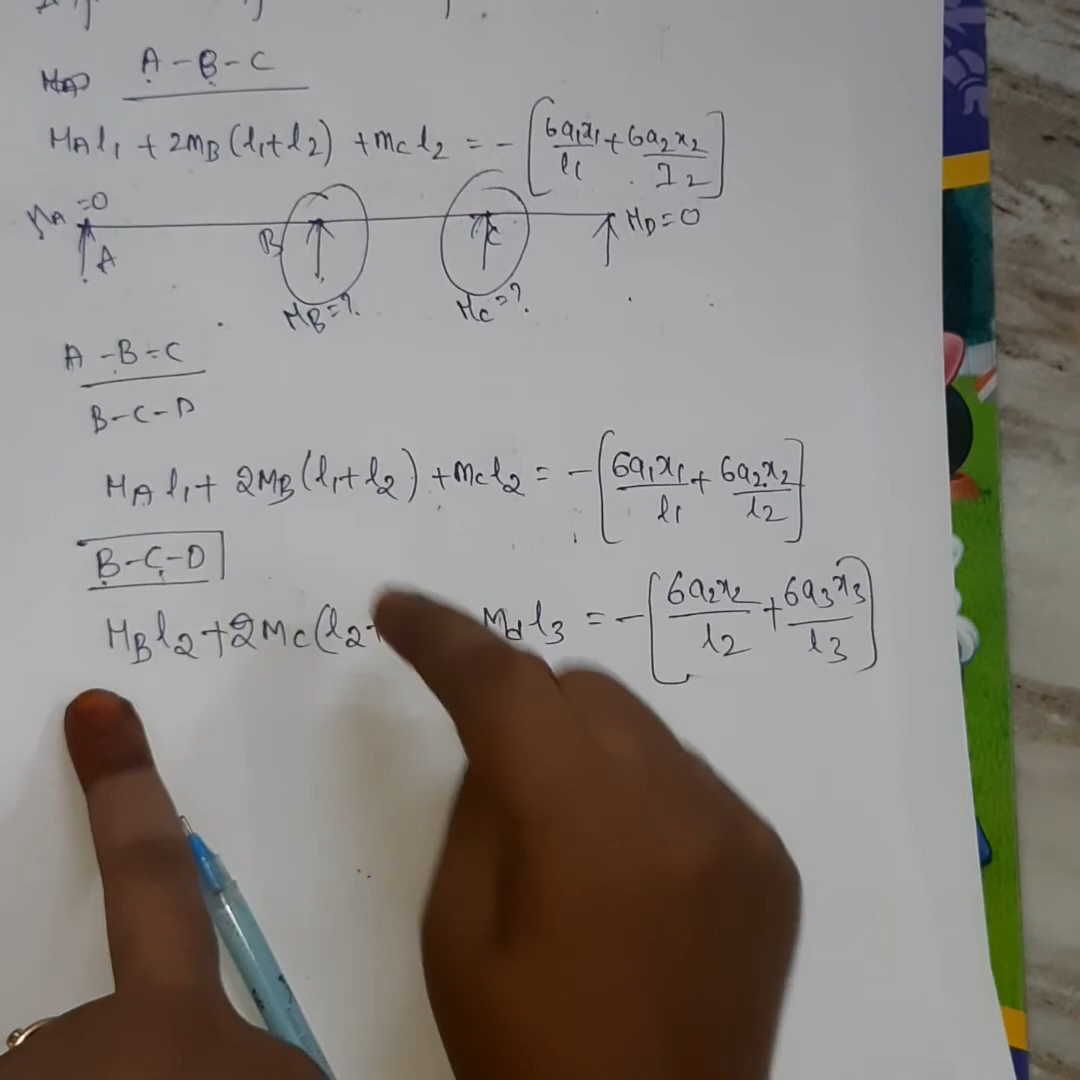 A - B - C
MA l1 + 2MB (l1+l2) + Mc l2 = - [6a1x1/l1 + 6a2x2/I2]
MA =0
MD=0
A
B
C
MB=?
Mc=?
A - B = C
B - C - D
MA l1 + 2MB (l1+l2) + Mc l2 = - [6a1x1/l1 + 6a2x2/l2]
B-C-D
MB l2 + 2Mc (l2+ Md l3 = - [6a2x2/l2 + 6a3x3/l3]